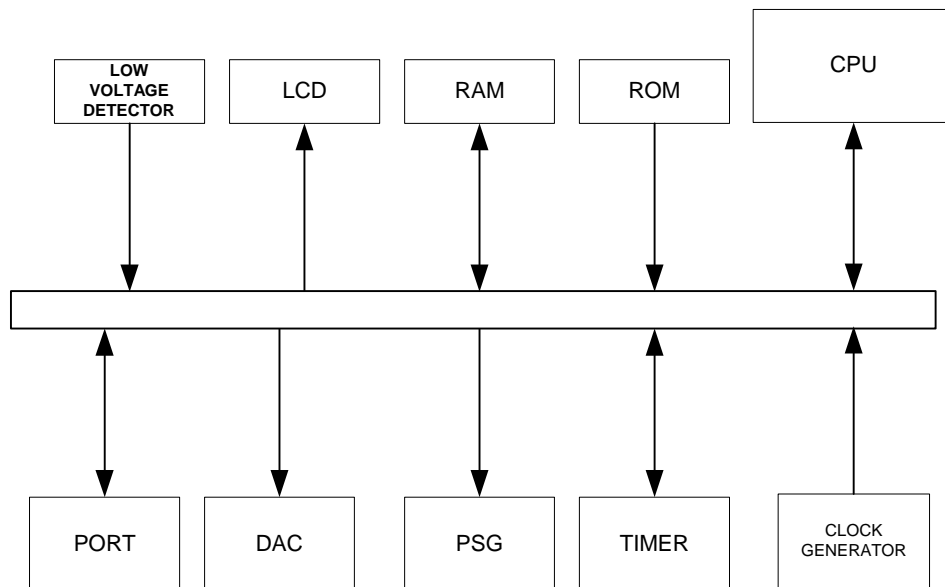 LOW
VOLTAGE
DETECTOR
LCD
RAM
ROM
CPU
PORT
DAC
PSG
TIMER
CLOCK
GENERATOR